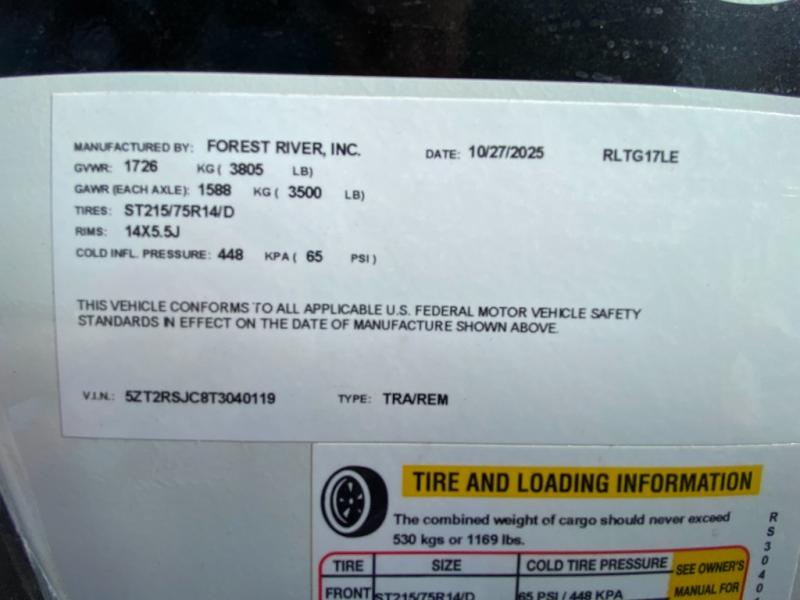 MANUFACTURED BY: FOREST RIVER, INC. DATE: 10/27/2025 RLTG17LE
GVWR: 1726 KG ( 3805 LB)
GAWR (EACH AXLE): 1588 KG ( 3500 LB)
TIRES: ST215/75R14/D
RIMS: 14X5.5J
COLD INFL. PRESSURE: 448 KPA ( 65 PSI )
THIS VEHICLE CONFORMS TO ALL APPLICABLE U.S. FEDERAL MOTOR VEHICLE SAFETY
STANDARDS IN EFFECT ON THE DATE OF MANUFACTURE SHOWN ABOVE.
V.I.N.: 5ZT2RSJC8T3040119 TYPE: TRA/REM
TIRE AND LOADING INFORMATION
The combined weight of cargo should never exceed
530 kgs or 1169 lbs.
TIRE SIZE COLD TIRE PRESSURE SEE OWNER'S
MANUAL FOR
FRONT ST215/75R14/D 65 PSI / 448 KPA
RS3040